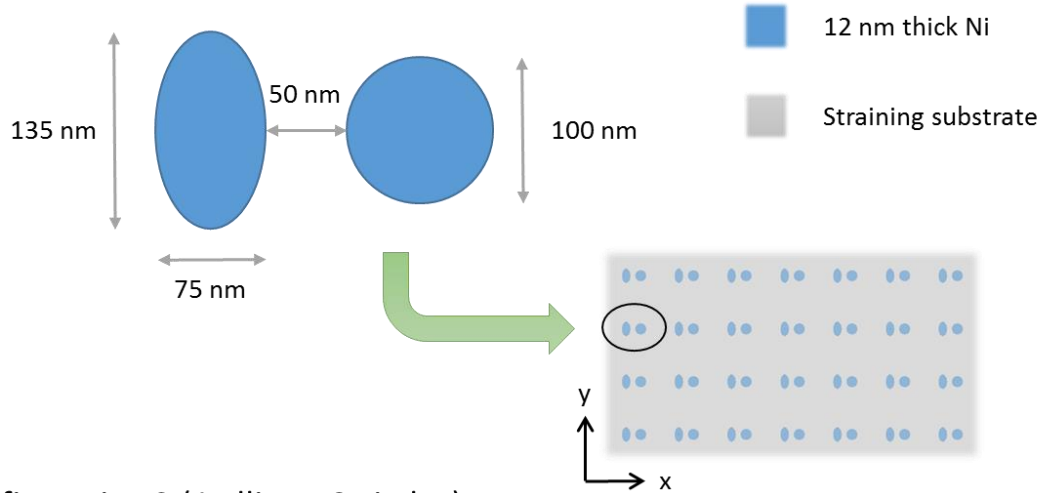 12 nm thick Ni
50 nm
135 nm
100 nm
Straining substrate
75 nm
y
x